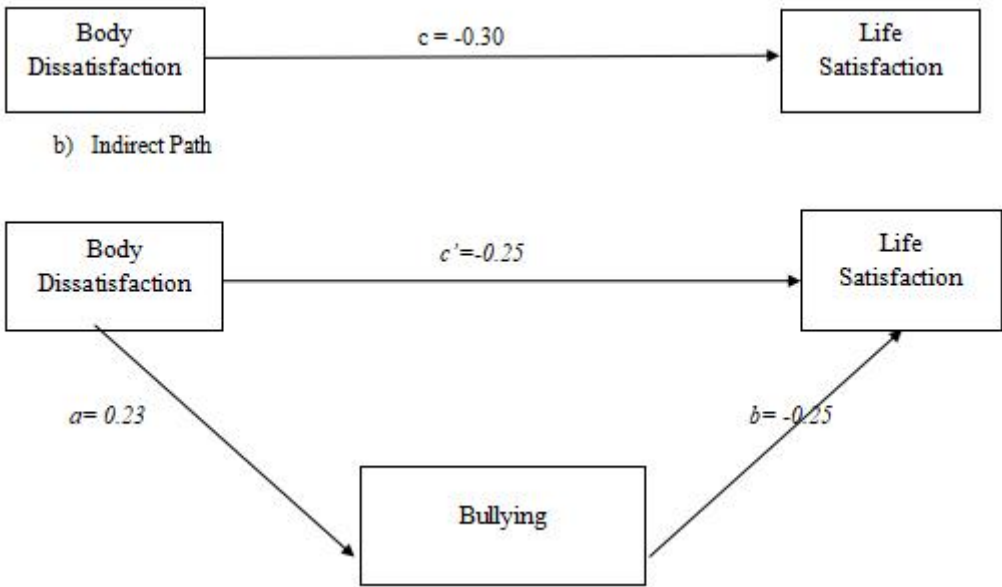 Body
Dissatisfaction
c = -0.30
Life
Satisfaction
b) Indirect Path
Body
Dissatisfaction
c’=-0.25
Life
Satisfaction
a= 0.23
b= -0.25
Bullying